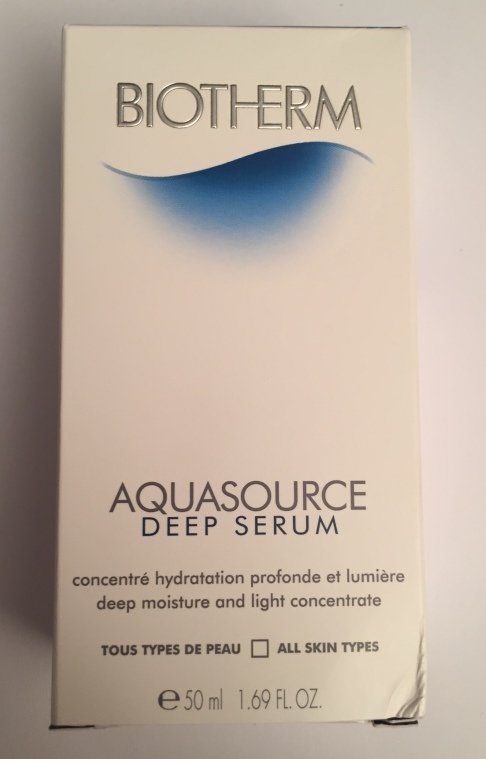 BIOTHERM
AQUASOURCE
DEEP SERUM
concentré hydratation profonde et lumière
deep moisture and light concentrate
TOUS TYPES DE PEAU ALL SKIN TYPES
℮50 ml 1.69 FL. OZ.